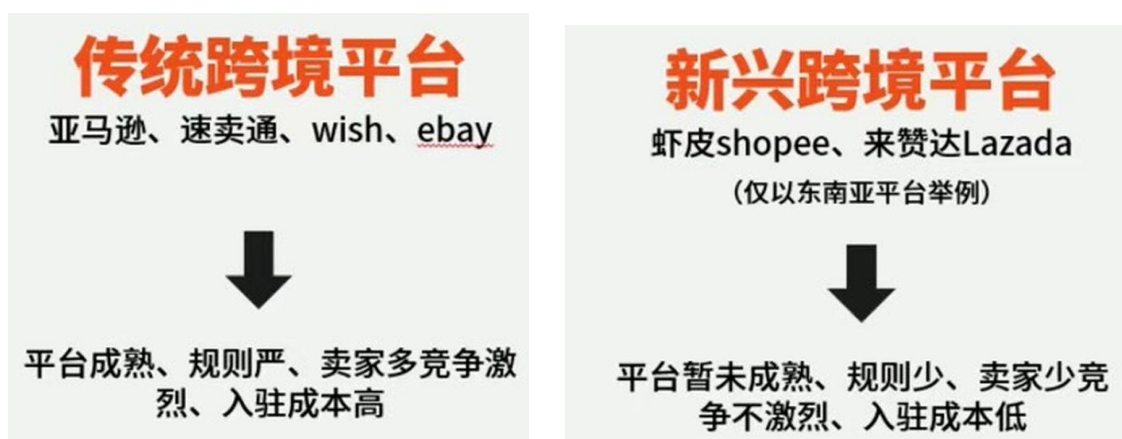 传统跨境平台
亚马逊、速卖通、wish、ebay
平台成熟、规则严、卖家多竞争激
烈、入驻成本高
新兴跨境平台
虾皮shopee、来赞达Lazada
（仅以东南亚平台举例）
平台暂未成熟、规则少、卖家少竞
争不激烈、入驻成本低